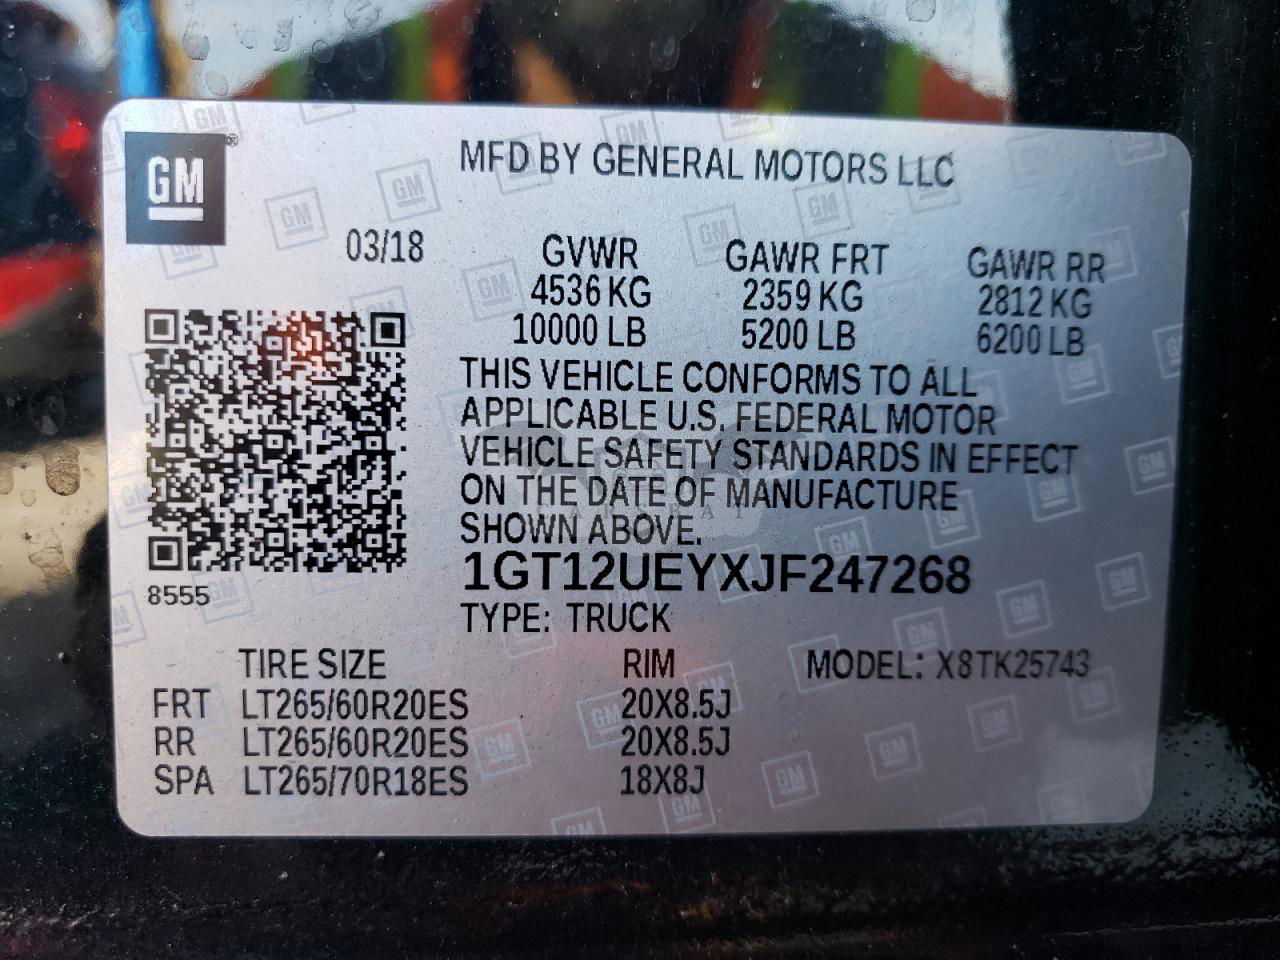 GM®
MFD BY GENERAL MOTORS LLC
03/18
GVWR GAWR FRT GAWR RR
4536 KG 2359 KG 2812 KG
10000 LB 5200 LB 6200 LB
THIS VEHICLE CONFORMS TO ALL
APPLICABLE U.S. FEDERAL MOTOR
VEHICLE SAFETY STANDARDS IN EFFECT
ON THE DATE OF MANUFACTURE
SHOWN ABOVE.
1GT12UEYXJF247268
8555
TYPE: TRUCK
TIRE SIZE RIM MODEL: X8TK25743
FRT LT265/60R20ES 20X8.5J
RR LT265/60R20ES 20X8.5J
SPA LT265/70R18ES 18X8J